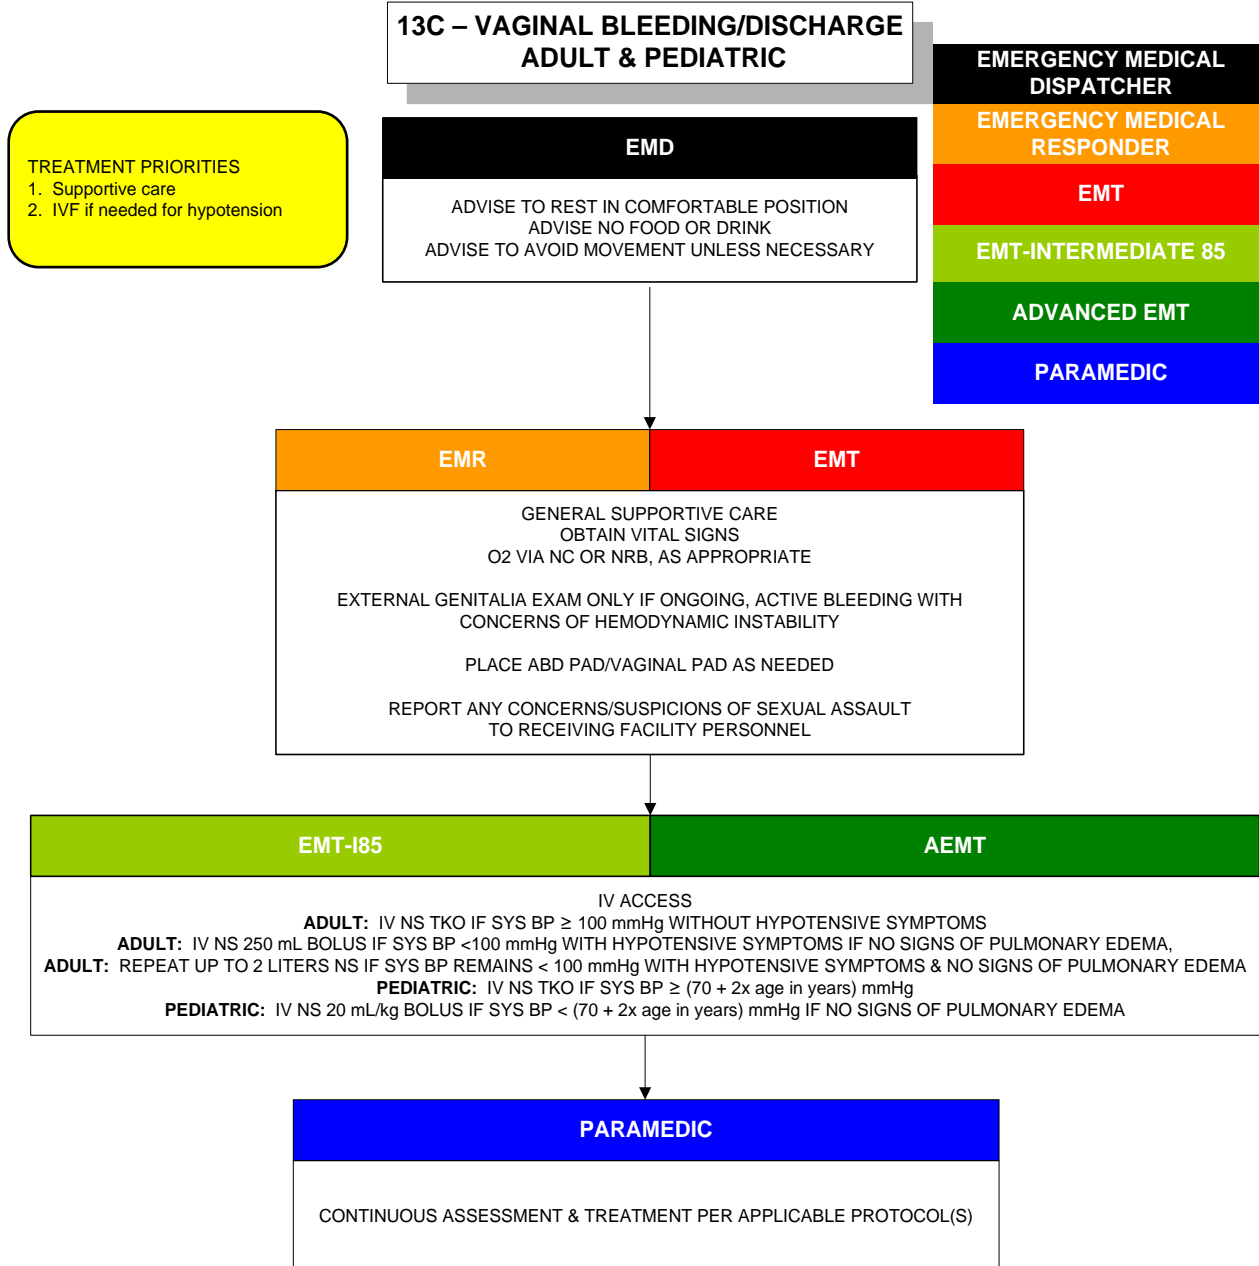 13C – VAGINAL BLEEDING/DISCHARGE
ADULT & PEDIATRIC
EMERGENCY MEDICAL
DISPATCHER
EMERGENCY MEDICAL
RESPONDER
EMT
EMT-INTERMEDIATE 85
ADVANCED EMT
PARAMEDIC
TREATMENT PRIORITIES
1. Supportive care
2. IVF if needed for hypotension
EMD
ADVISE TO REST IN COMFORTABLE POSITION
ADVISE NO FOOD OR DRINK
ADVISE TO AVOID MOVEMENT UNLESS NECESSARY
EMR
EMT
GENERAL SUPPORTIVE CARE
OBTAIN VITAL SIGNS
O2 VIA NC OR NRB, AS APPROPRIATE
EXTERNAL GENITALIA EXAM ONLY IF ONGOING, ACTIVE BLEEDING WITH
CONCERNS OF HEMODYNAMIC INSTABILITY
PLACE ABD PAD/VAGINAL PAD AS NEEDED
REPORT ANY CONCERNS/SUSPICIONS OF SEXUAL ASSAULT
TO RECEIVING FACILITY PERSONNEL
EMT-I85
AEMT
IV ACCESS
ADULT: IV NS TKO IF SYS BP ≥ 100 mmHg WITHOUT HYPOTENSIVE SYMPTOMS
ADULT: IV NS 250 mL BOLUS IF SYS BP <100 mmHg WITH HYPOTENSIVE SYMPTOMS IF NO SIGNS OF PULMONARY EDEMA,
ADULT: REPEAT UP TO 2 LITERS NS IF SYS BP REMAINS < 100 mmHg WITH HYPOTENSIVE SYMPTOMS & NO SIGNS OF PULMONARY EDEMA
PEDIATRIC: IV NS TKO IF SYS BP ≥ (70 + 2x age in years) mmHg
PEDIATRIC: IV NS 20 mL/kg BOLUS IF SYS BP < (70 + 2x age in years) mmHg IF NO SIGNS OF PULMONARY EDEMA
PARAMEDIC
CONTINUOUS ASSESSMENT & TREATMENT PER APPLICABLE PROTOCOL(S)